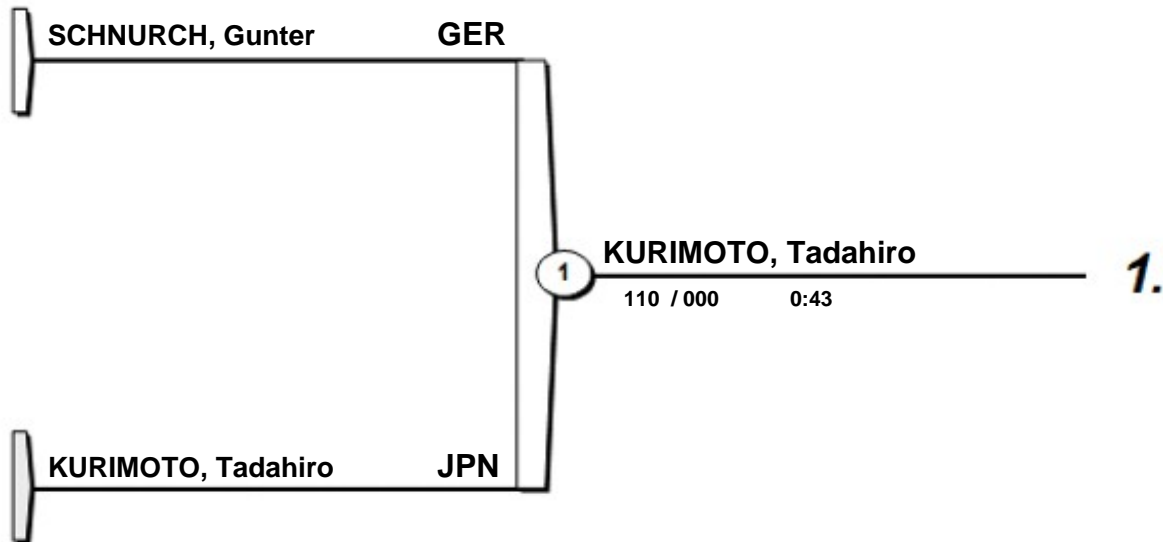 SCHNURCH, Gunter GER
1 KURIMOTO, Tadahiro 1.
110 / 000 0:43
KURIMOTO, Tadahiro JPN